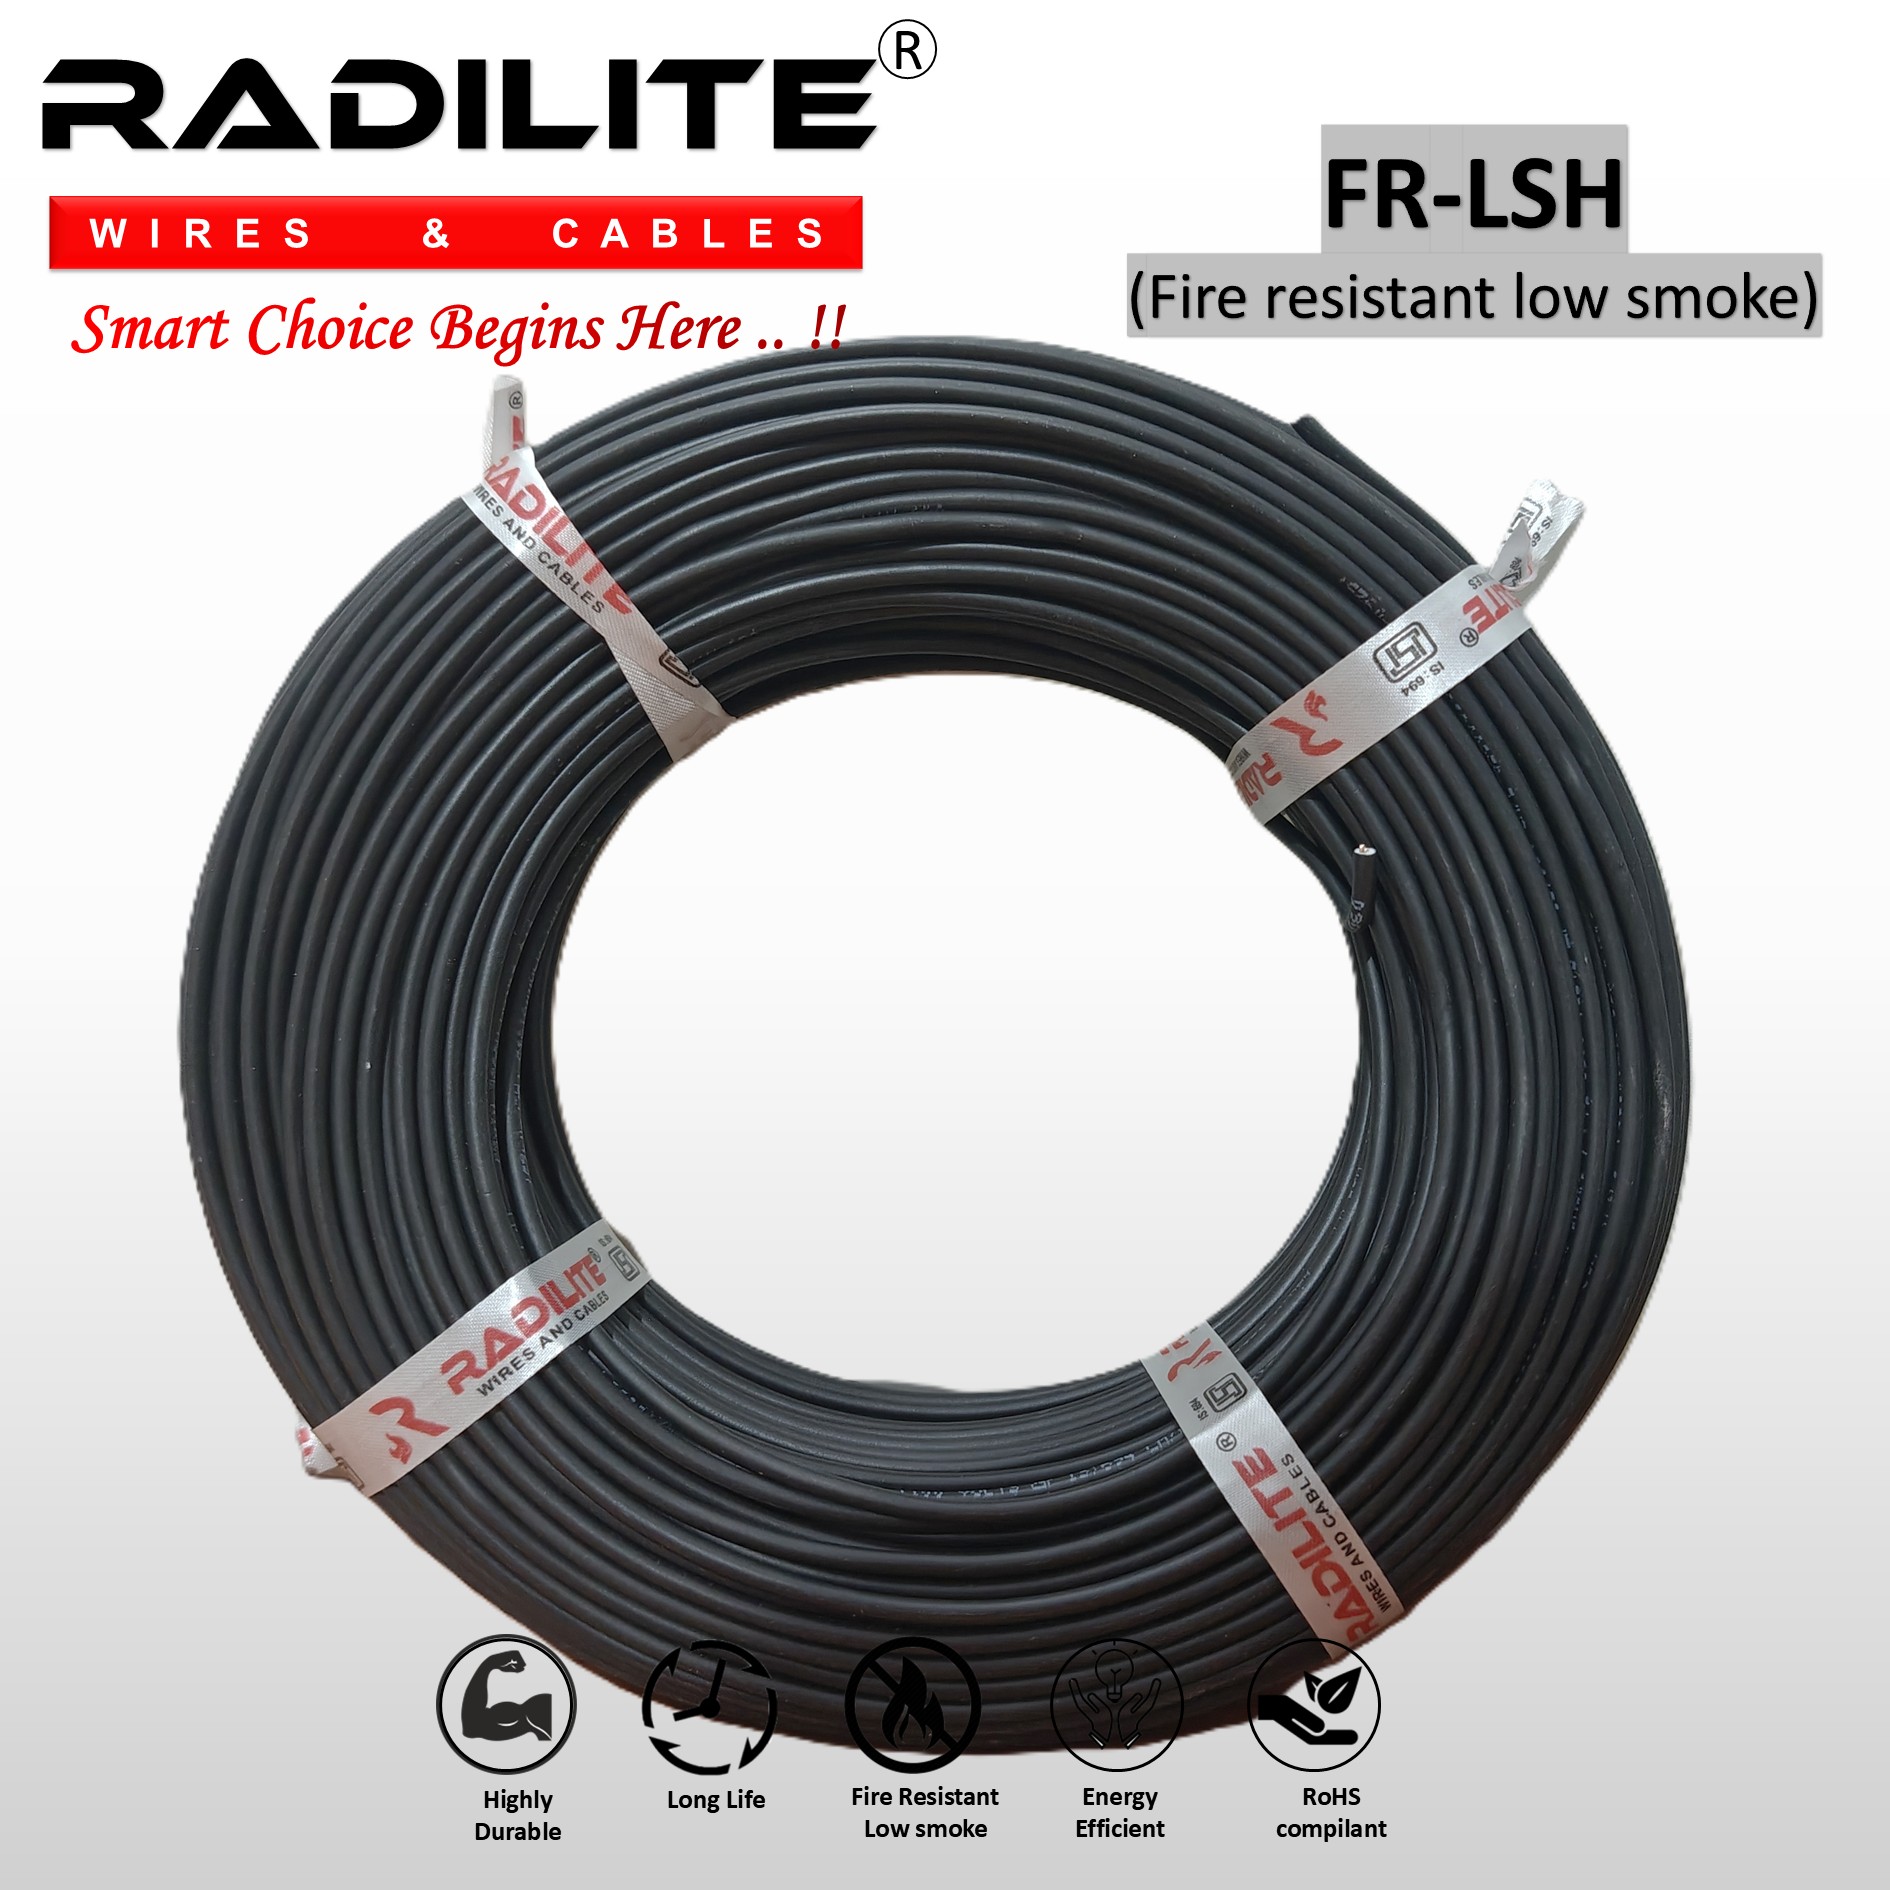 RADILITE®
WIRES & CABLES
Smart Choice Begins Here .. !!
FR-LSH
(Fire resistant low smoke)
®
RADILITE
WIRES AND CABLES
IS:694
RADILITE®
WIRES AND CABLES
RADILITE®
WIRES AND CABLES
IS:694
Highly
Durable
Long Life
Fire Resistant
Low smoke
Energy
Efficient
RoHS
compilant